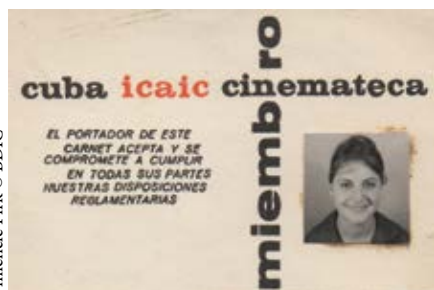 cuba icaic cinemateca
miembro
EL PORTADOR DE ESTE
CARNET ACEPTA Y SE
COMPROMETE A CUMPLIR
EN TODAS SUS PARTES
NUESTRAS DISPOSICIONES
REGLAMENTARIAS